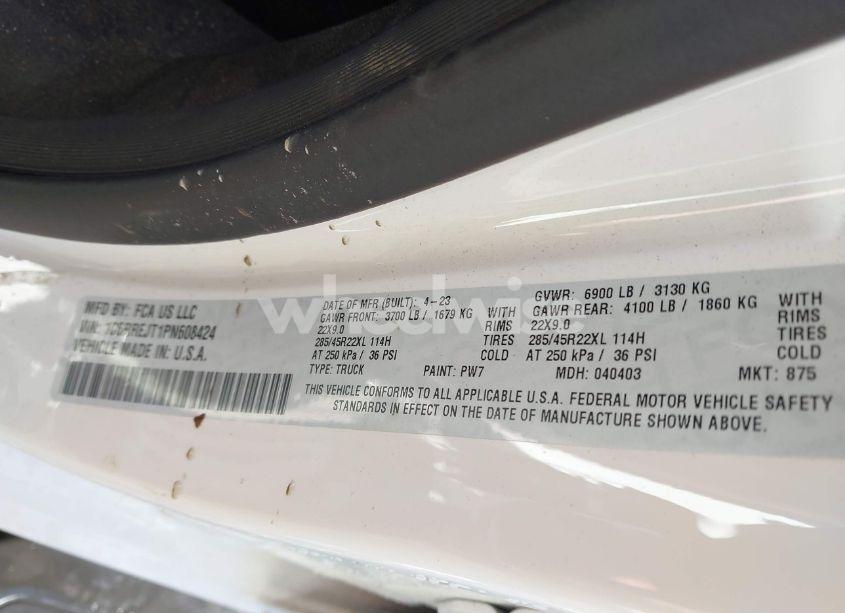 MFD BY: FCA US LLC
VIN: 1C6RREJT1PN608424
VEHICLE MADE IN: U.S.A.
DATE OF MFR (BUILT): 4-23
GAWR FRONT: 3700 LB / 1679 KG WITH
22X9.0 RIMS
285/45R22XL 114H TIRES
AT 250 kPa / 36 PSI COLD
TYPE: TRUCK PAINT: PW7
GVWR: 6900 LB / 3130 KG
GAWR REAR: 4100 LB / 1860 KG WITH
22X9.0 RIMS
285/45R22XL 114H TIRES
AT 250 kPa / 36 PSI COLD
MDH: 040403 MKT: 875
THIS VEHICLE CONFORMS TO ALL APPLICABLE U.S.A. FEDERAL MOTOR VEHICLE SAFETY
STANDARDS IN EFFECT ON THE DATE OF MANUFACTURE SHOWN ABOVE.